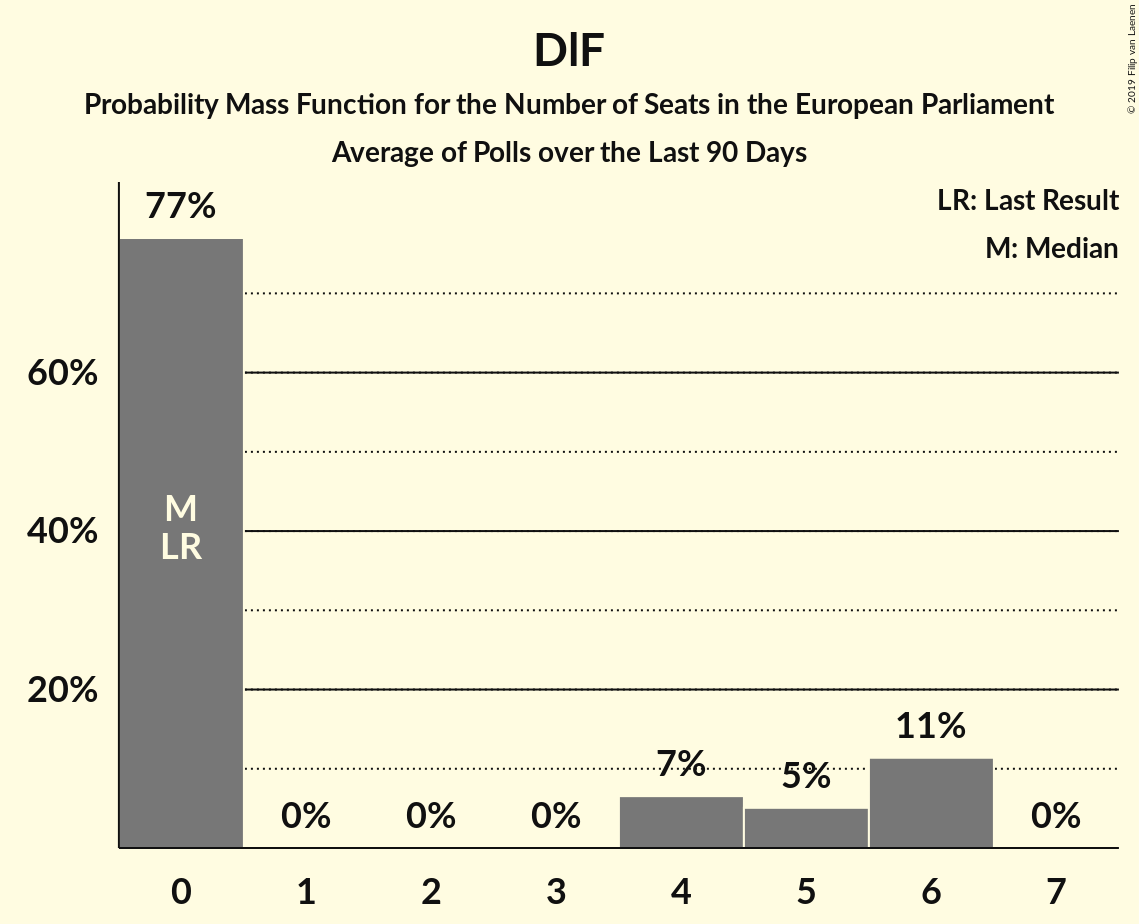 DlF
Probability Mass Function for the Number of Seats in the European Parliament
Average of Polls over the Last 90 Days
© 2019 Filip van Laenen
LR: Last Result
M: Median
77%
60%
40%
20%
M
LR
0%
0%
0%
7%
5%
11%
0%
0
1
2
3
4
5
6
7